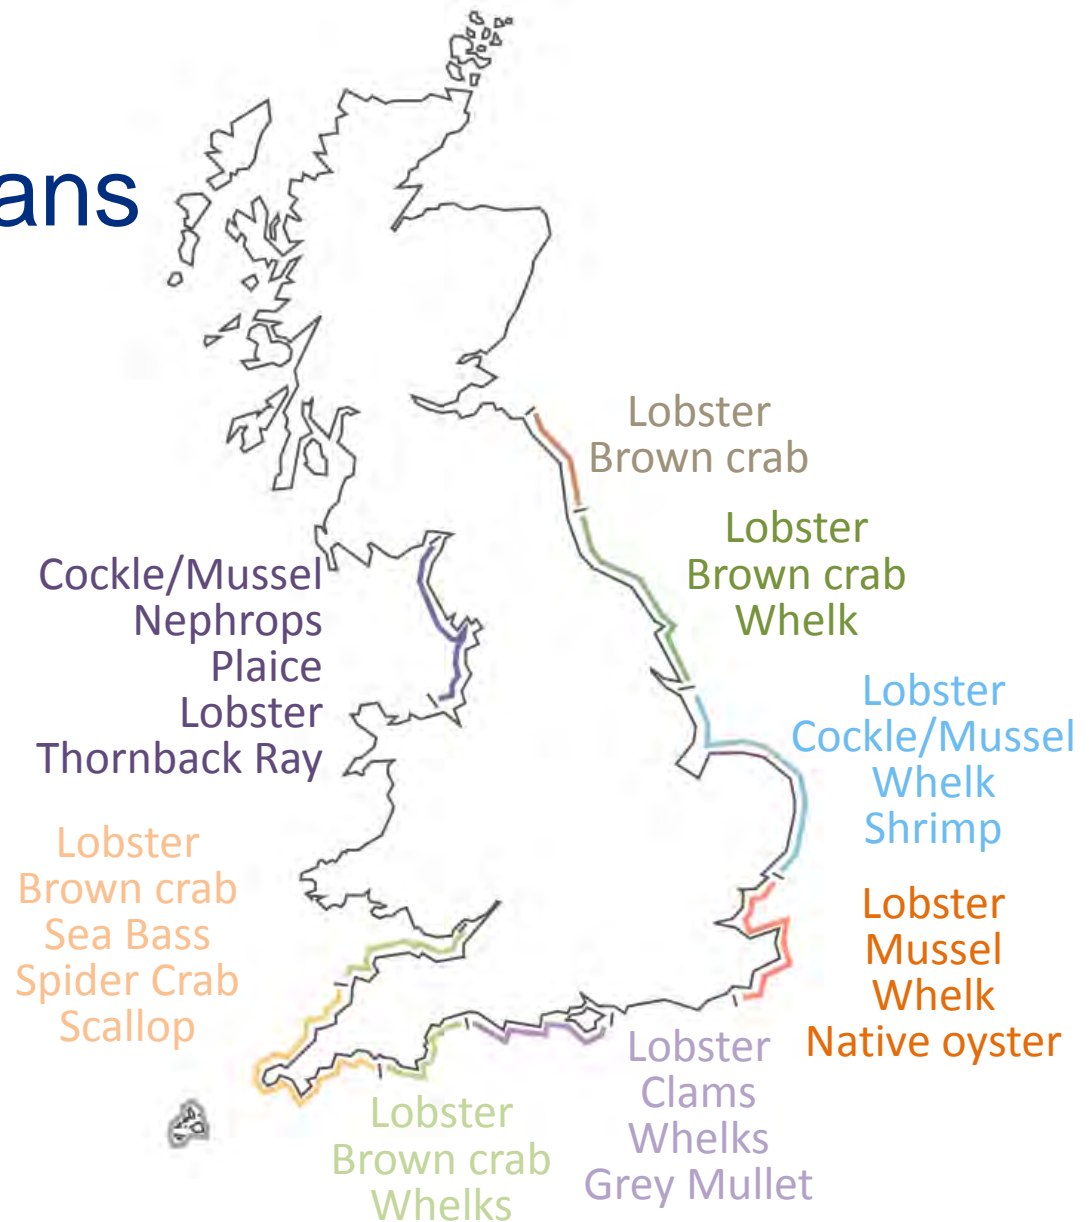 ans
Lobster
Brown crab
Lobster
Brown crab
Whelk
Cockle/Mussel
Nephrops
Plaice
Lobster
Thornback Ray
Lobster
Cockle/Mussel
Whelk
Shrimp
Lobster
Brown crab
Sea Bass
Spider Crab
Scallop
Lobster
Mussel
Whelk
Native oyster
Lobster
Clams
Whelks
Grey Mullet
Lobster
Brown crab
Whelks